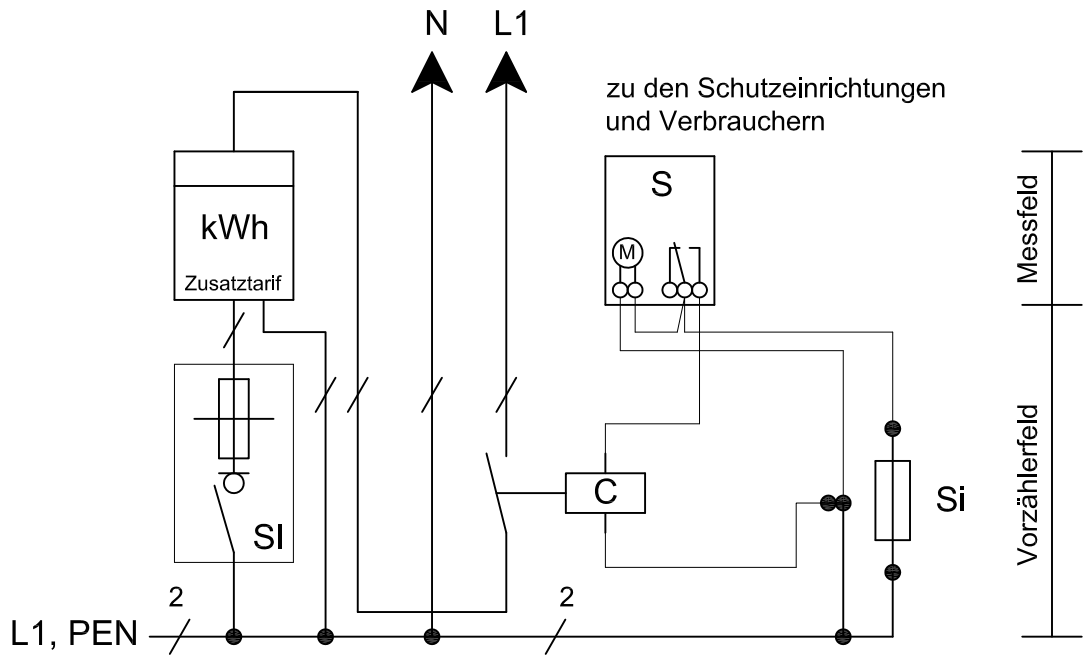 N
L1
zu den Schutzeinrichtungen
und Verbrauchern
S
M
kWh
Zusatztarif
Messfeld
SI
C
Si
Vorzählerfeld
2
2
L1, PEN